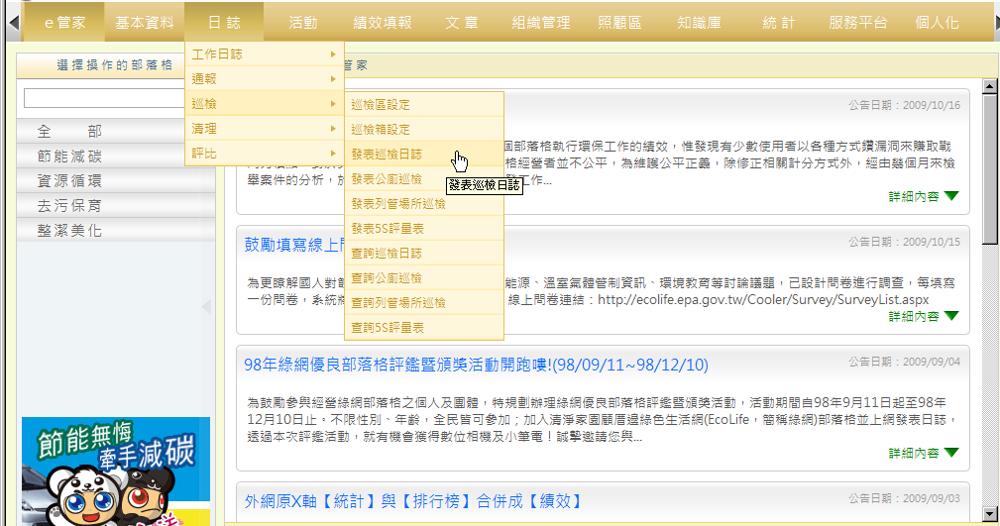 e管家 基本資料 日誌 活動 績效填報 文章 組織管理 照顧區 知識庫 統計 服務平台 個人化
選擇操作的部落格
管家
工作日誌
通報
巡檢
清理
評比
巡檢區設定
巡檢箱設定
發表巡檢日誌
發表公廁巡檢
發表列管場所巡檢
發表5S評量表
查詢巡檢日誌
查詢公廁巡檢
查詢列管場所巡檢
查詢5S評量表
發表巡檢日誌
全 部
節能減碳
資源循環
去污保育
整潔美化
節能無悔
牽手減碳
公告日期：2009/10/16
個部落格執行環保工作的績效，惟發現有少數使用者以各種方式鑽漏洞來賺取戰
格經營者並不公平，為維護公平正義，除修正相關計分方式外，經由幾個月來檢
舉案件的分析，於
發工作...
詳細內容
鼓勵填寫線上問
公告日期：2009/10/15
為更瞭解國人對節
能源、溫室氣體管制資訊、環境教育等討論議題，已設計問卷進行調查，每填寫
一份問卷，系統將
線上問卷連結：http://ecolife.epa.gov.tw/Cooler/Survey/SurveyList.aspx
詳細內容
98年綠網優良部落格評鑑暨頒獎活動開跑嘍!(98/09/11~98/12/10)
公告日期：2009/09/04
為鼓勵參與經營綠網部落格之個人及團體，特規劃辦理綠網優良部落格評鑑暨頒獎活動，活動期間自98年9月11日起至98年
12月10日止。不限性別、年齡，全民皆可參加；加入清淨家園顧厝邊綠色生活網(EcoLife，簡稱綠網)部落格並上網發表日誌，
透過本次評鑑活動，就有機會獲得數位相機及小筆電！誠摯邀請您與...
詳細內容
外網原X軸【統計】與【排行榜】合併成【績效】
公告日期：2009/09/03